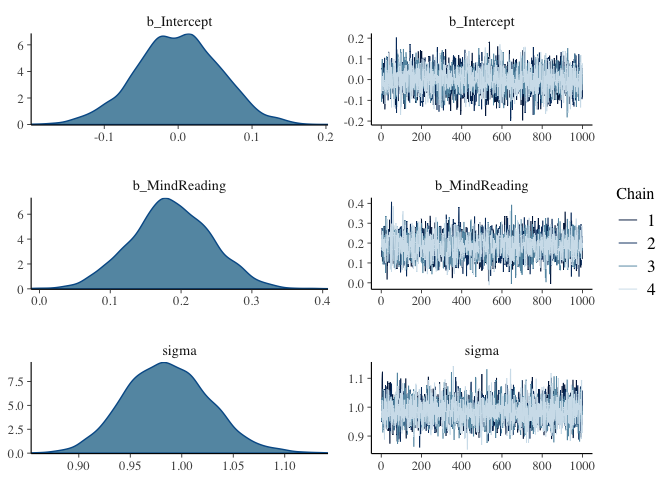 b_Intercept
6
4
2
0
-0.1 0.0 0.1 0.2
b_Intercept
0.2
0.1
0.0
-0.1
-0.2
0 200 400 600 800 1000
b_MindReading
6
4
2
0
0.0 0.1 0.2 0.3 0.4
b_MindReading
0.4
0.3
0.2
0.1
0.0
0 200 400 600 800 1000
sigma
7.5
5.0
2.5
0.0
0.90 0.95 1.00 1.05 1.10
sigma
1.1
1.0
0.9
0 200 400 600 800 1000
Chain
1
2
3
4